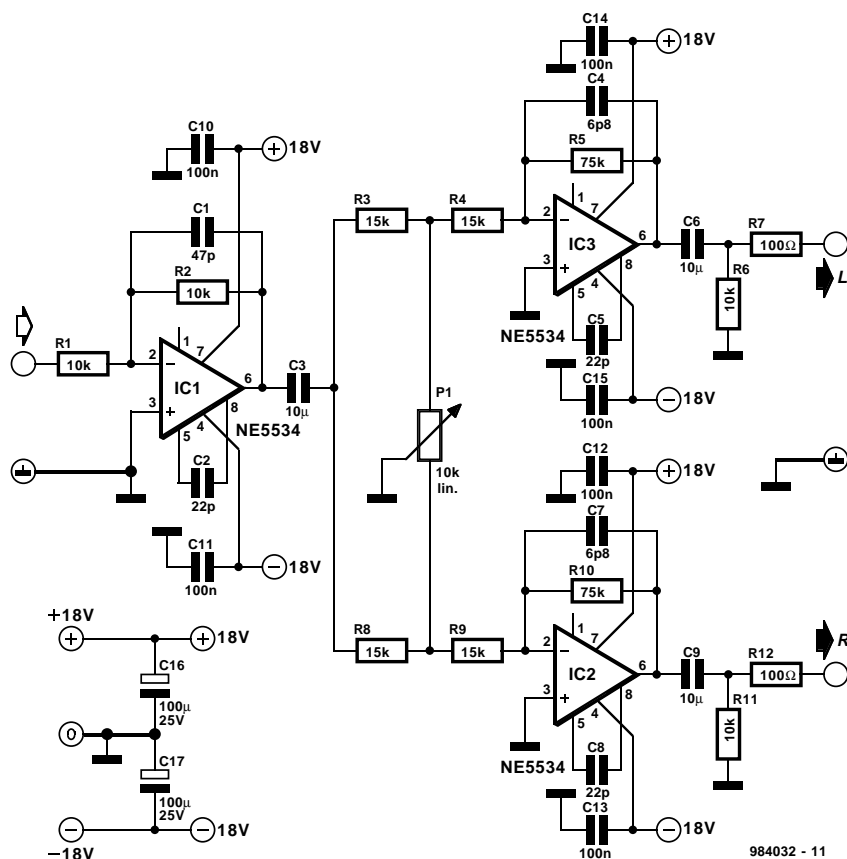 C14
100n
18V
C4
6p8
R5
75k
1
7
2
3
IC3
6
8
4
5
NE5534
C5
22p
C15
100n
18V
C6
10μ
R7
100Ω
R6
10k
L
C10
100n
18V
C1
47p
R2
10k
R1
10k
1
7
2
3
IC1
6
8
4
5
NE5534
C2
22p
C11
100n
18V
C3
10μ
R3
15k
R4
15k
P1
10k
lin.
R8
15k
R9
15k
C12
100n
18V
C7
6p8
R10
75k
1
7
2
3
IC2
6
8
4
5
NE5534
C8
22p
C13
100n
18V
C9
10μ
R12
100Ω
R11
10k
R
+18V
18V
C16
100μ
25V
0
C17
100μ
25V
−18V
18V
984032 - 11